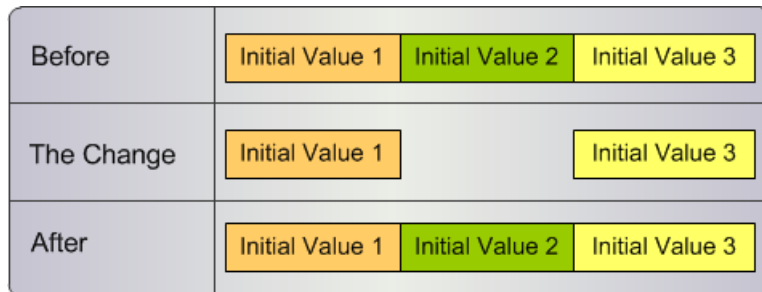 Before Initial Value 1 Initial Value 2 Initial Value 3
The Change Initial Value 1 Initial Value 3
After Initial Value 1 Initial Value 2 Initial Value 3